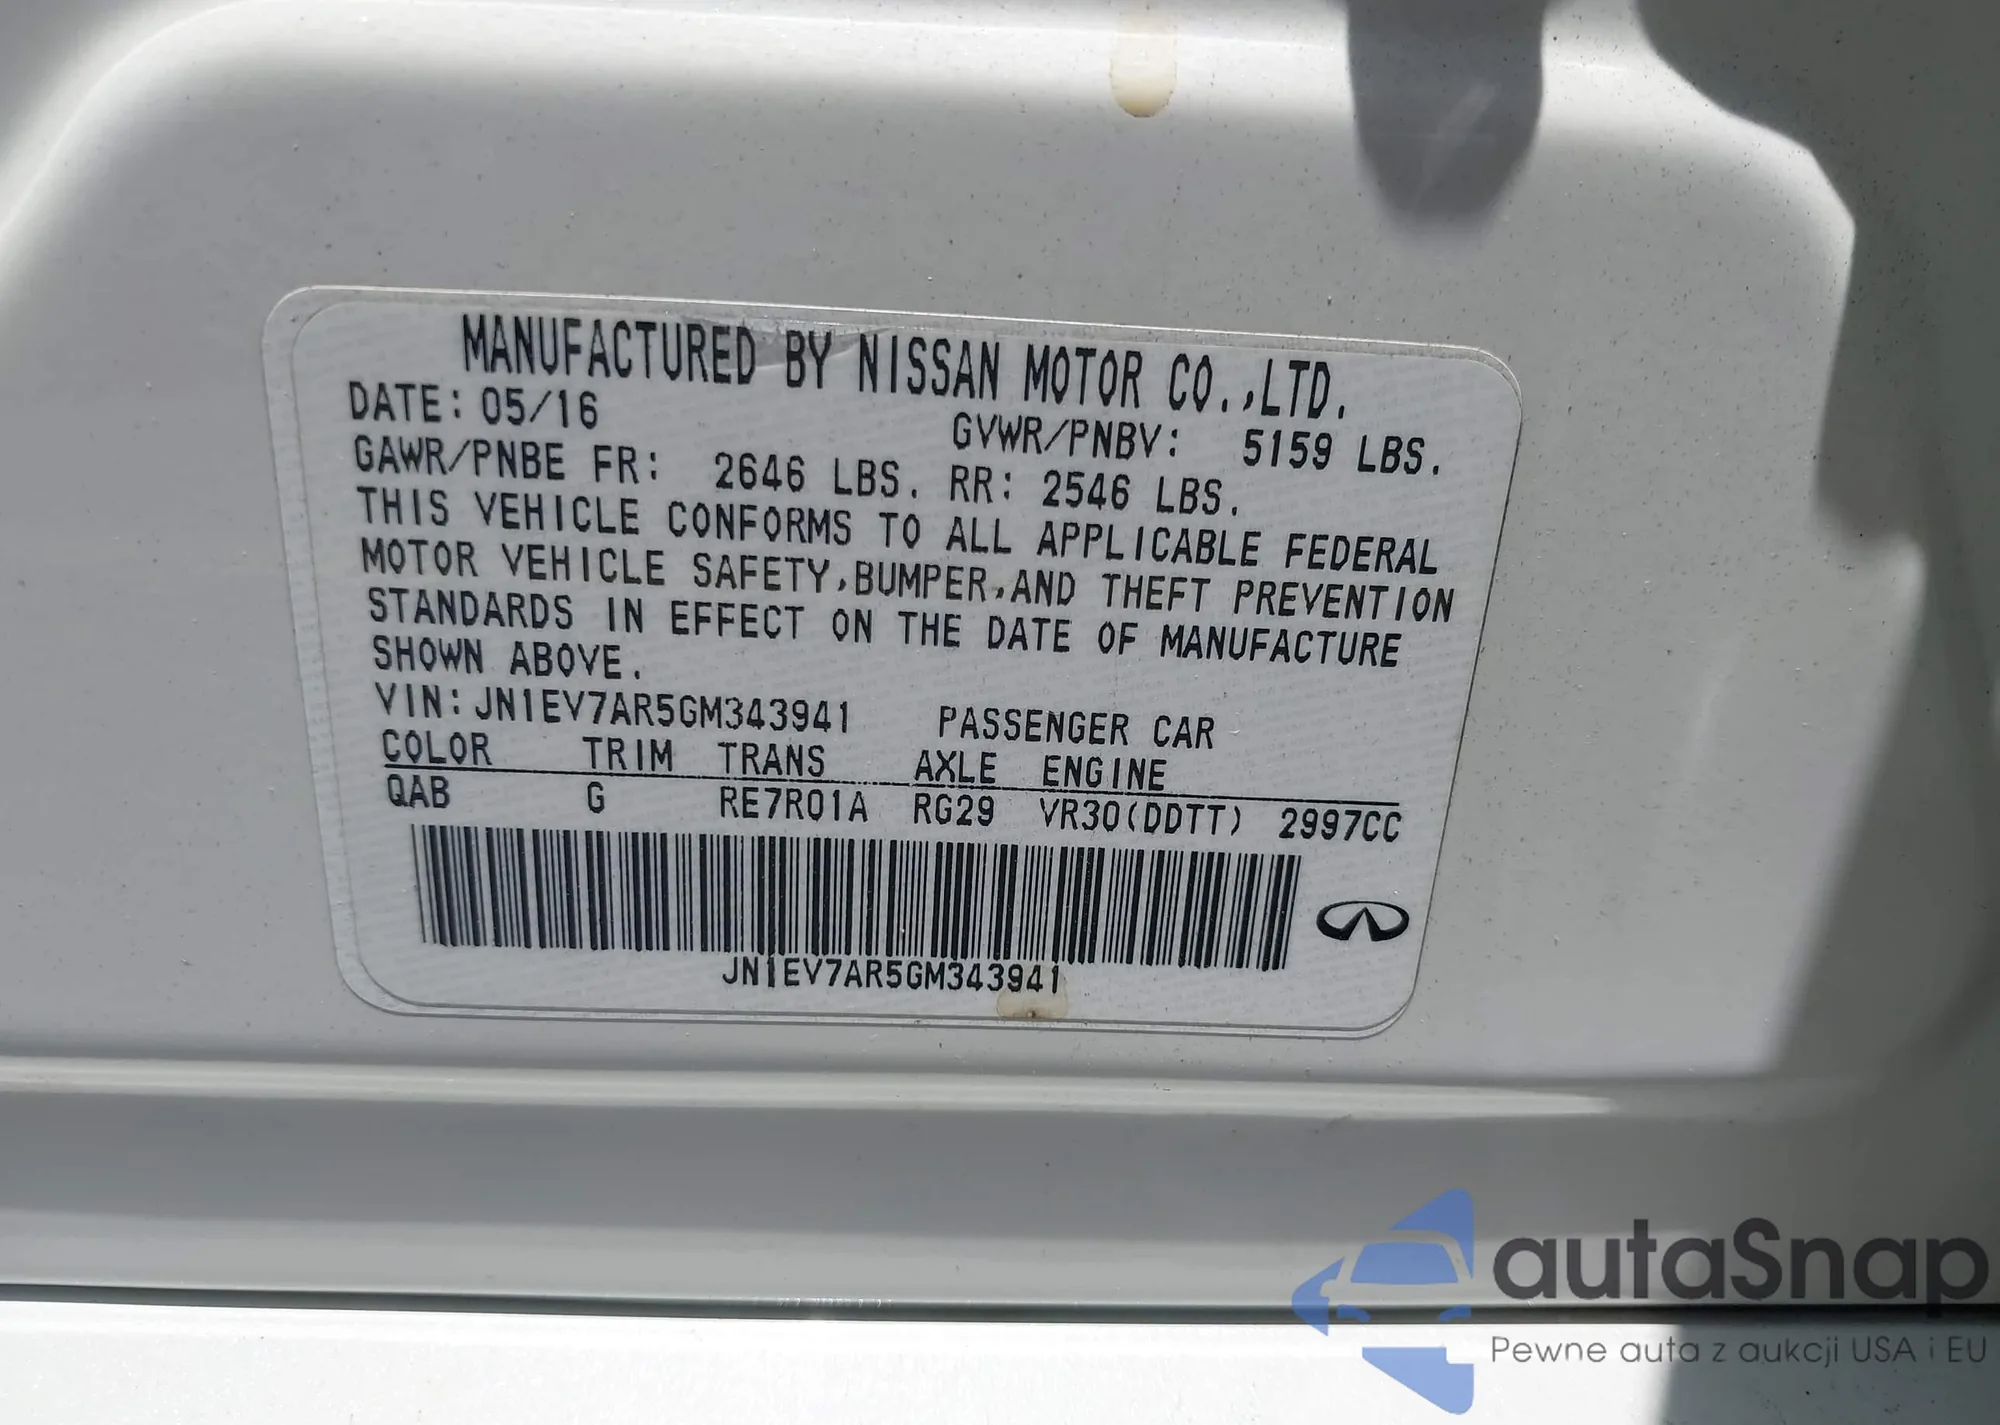 MANUFACTURED BY NISSAN MOTOR CO.,LTD.
DATE: 05/16 GVWR/PNBV: 5159 LBS.
GAWR/PNBE FR: 2646 LBS. RR: 2546 LBS.
THIS VEHICLE CONFORMS TO ALL APPLICABLE FEDERAL
MOTOR VEHICLE SAFETY,BUMPER,AND THEFT PREVENTION
STANDARDS IN EFFECT ON THE DATE OF MANUFACTURE
SHOWN ABOVE.
VIN: JN1EV7AR5GM343941 PASSENGER CAR
COLOR TRIM TRANS AXLE ENGINE
QAB G RE7R01A RG29 VR30(DDTT) 2997CC
JN1EV7AR5GM343941
autaSnap
Pewne auta z aukcji USA i EU